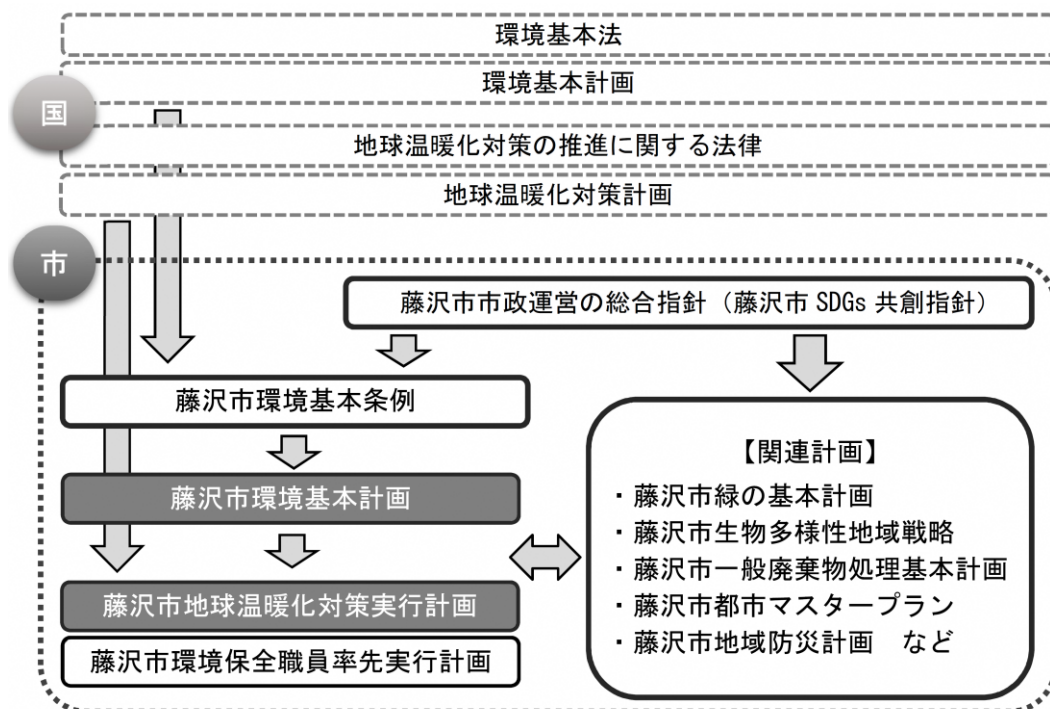 環境基本法
環境基本計画
国
地球温暖化対策の推進に関する法律
地球温暖化対策計画
市
藤沢市市政運営の総合指針（藤沢市 SDGs 共創指針）
藤沢市環境基本条例
藤沢市環境基本計画
藤沢市地球温暖化対策実行計画
藤沢市環境保全職員率先実行計画
【関連計画】
・藤沢市緑の基本計画
・藤沢市生物多様性地域戦略
・藤沢市一般廃棄物処理基本計画
・藤沢市都市マスタープラン
・藤沢市地域防災計画　など